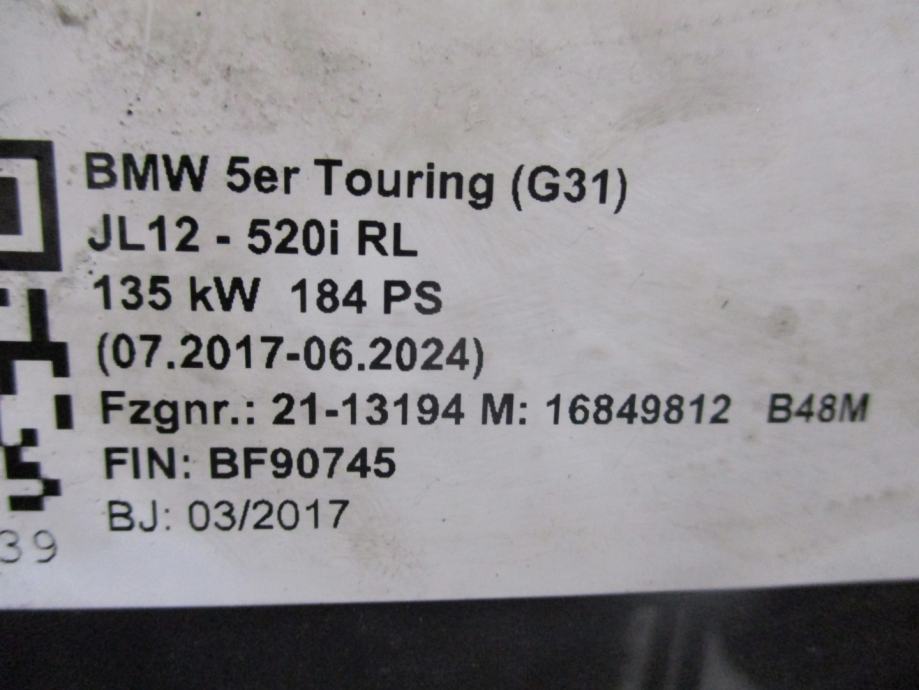 BMW 5er Touring (G31)
JL12 - 520i RL
135 kW 184 PS
(07.2017-06.2024)
Fzgnr.: 21-13194 M: 16849812 B48M
FIN: BF90745
BJ: 03/2017
39